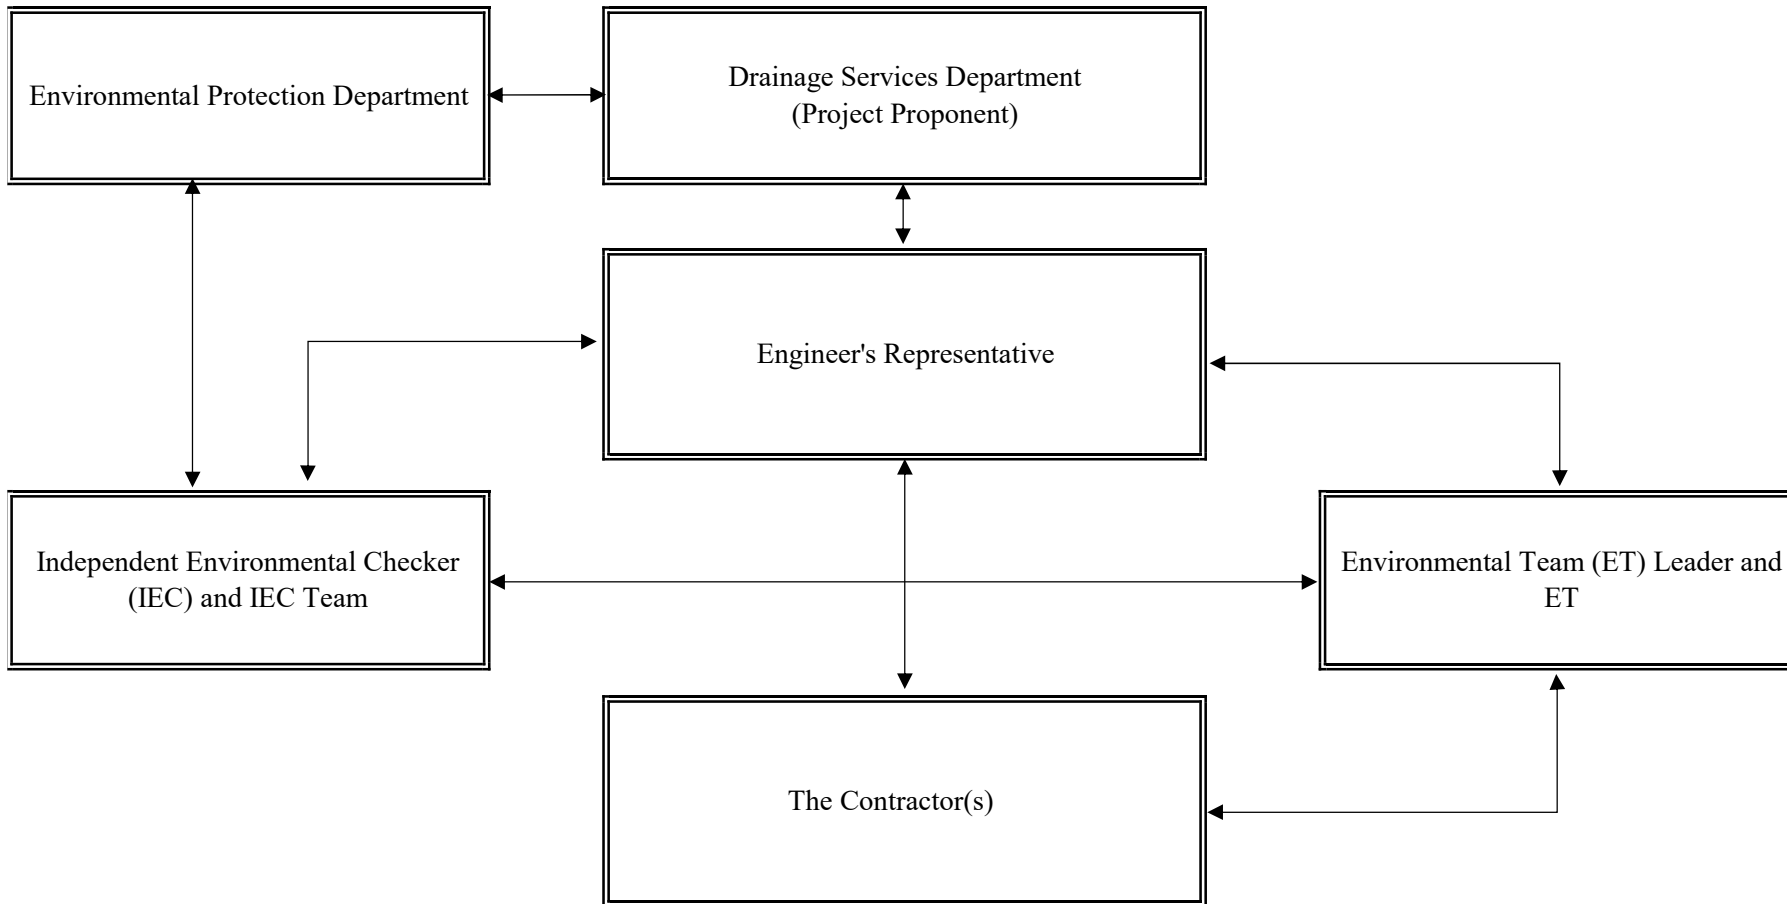 Environmental Protection Department
Drainage Services Department
(Project Proponent)
Engineer's Representative
Independent Environmental Checker
(IEC) and IEC Team
Environmental Team (ET) Leader and
ET
The Contractor(s)